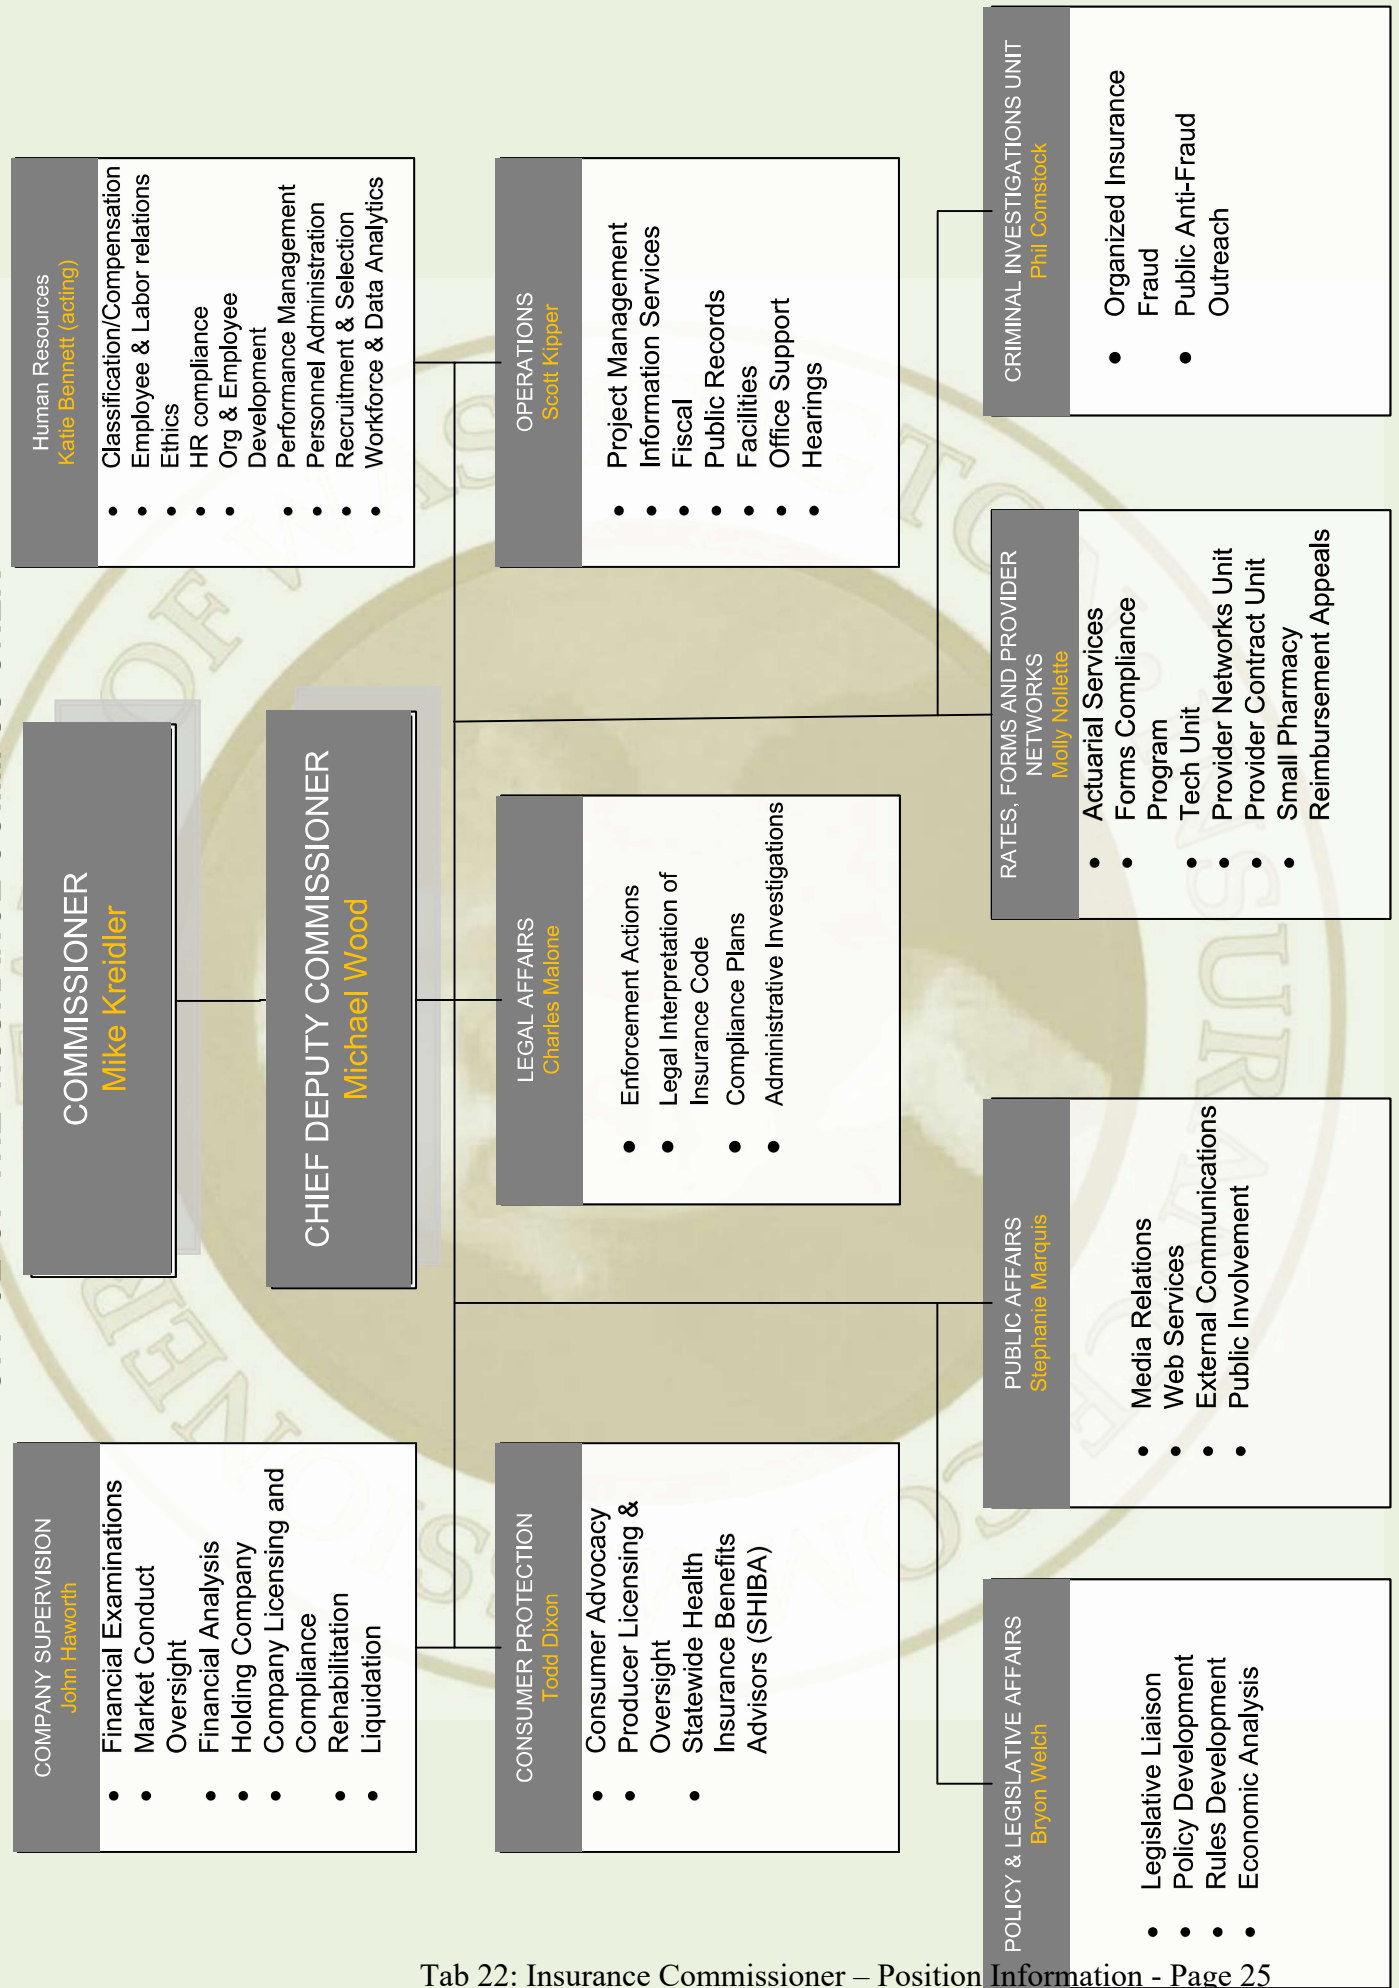 COMMISSIONER
Mike Kreidler
CHIEF DEPUTY COMMISSIONER
Michael Wood
COMPANY SUPERVISION
John Haworth
• Financial Examinations
• Market Conduct
Oversight
• Financial Analysis
• Holding Company
• Company Licensing and
Compliance
• Rehabilitation
• Liquidation
Human Resources
Katie Bennett (acting)
• Classification/Compensation
• Employee & Labor relations
• Ethics
• HR compliance
• Org & Employee
Development
• Performance Management
• Personnel Administration
• Recruitment & Selection
• Workforce & Data Analytics
CONSUMER PROTECTION
Todd Dixon
• Consumer Advocacy
• Producer Licensing &
Oversight
• Statewide Health
Insurance Benefits
Advisors (SHIBA)
LEGAL AFFAIRS
Charles Malone
• Enforcement Actions
• Legal Interpretation of
Insurance Code
• Compliance Plans
• Administrative Investigations
OPERATIONS
Scott Kipper
• Project Management
• Information Services
• Fiscal
• Public Records
• Facilities
• Office Support
• Hearings
POLICY & LEGISLATIVE AFFAIRS
Bryon Welch
• Legislative Liaison
• Policy Development
• Rules Development
• Economic Analysis
PUBLIC AFFAIRS
Stephanie Marquis
• Media Relations
• Web Services
• External Communications
• Public Involvement
RATES, FORMS AND PROVIDER
NETWORKS
Molly Nollette
• Actuarial Services
• Forms Compliance
Program
• Tech Unit
• Provider Networks Unit
• Provider Contract Unit
• Small Pharmacy
Reimbursement Appeals
CRIMINAL INVESTIGATIONS UNIT
Phil Comstock
• Organized Insurance
Fraud
• Public Anti-Fraud
Outreach
Tab 22: Insurance Commissioner – Position Information - Page 25